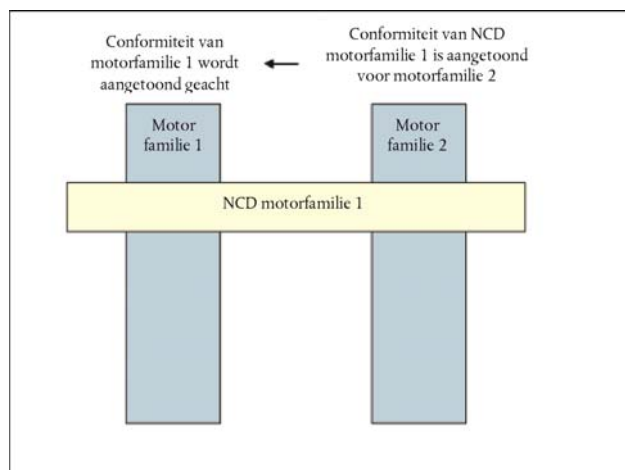 Conformiteit van
motorfamilie 1 wordt
aangetoond geacht
Conformiteit van NCD
motorfamilie 1 is aangetoond
voor motorfamilie 2
Motor
familie 1
Motor
familie 2
NCD motorfamilie 1